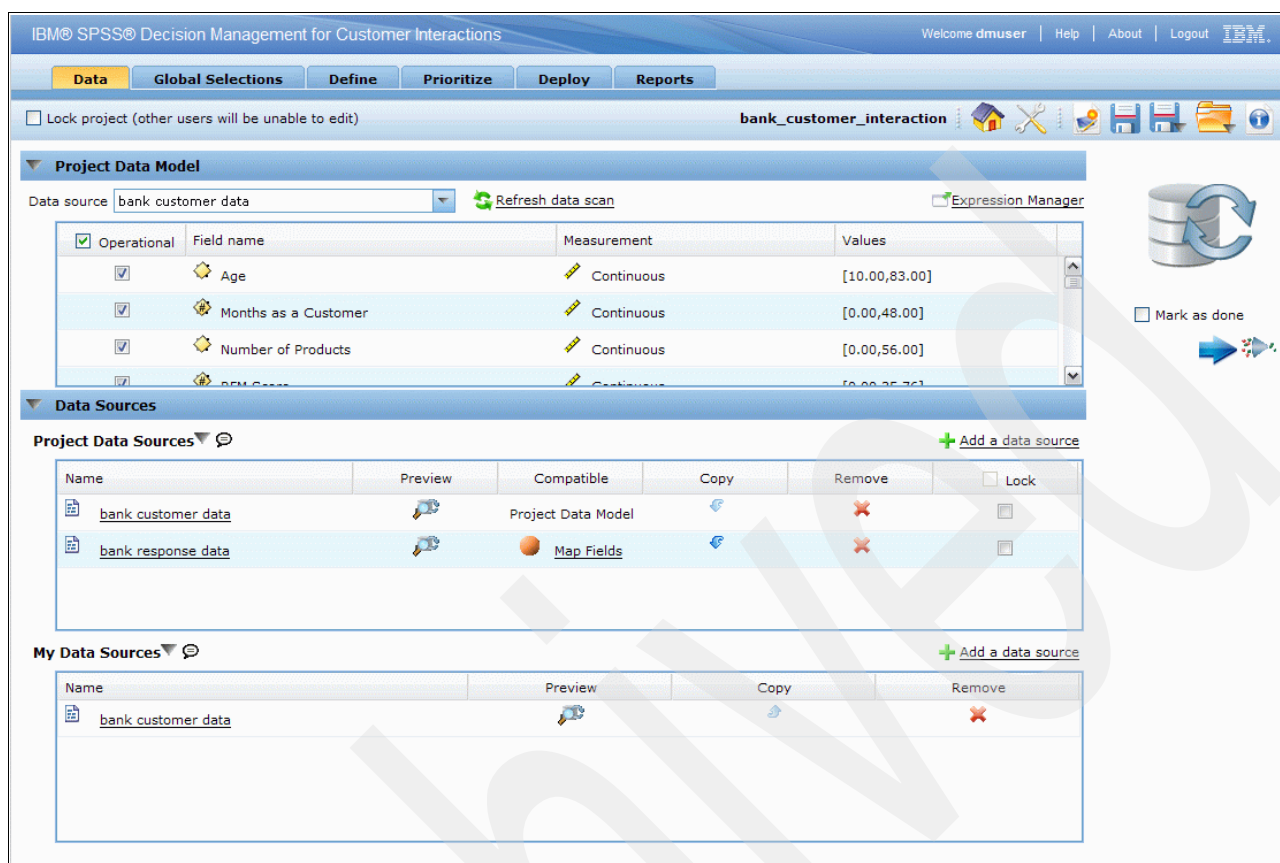 IBM® SPSS® Decision Management for Customer Interactions Welcome dmuser | Help | About | Logout IBM.
Data Global Selections Define Prioritize Deploy Reports
Lock project (other users will be unable to edit) bank_customer_interaction
Project Data Model
Data source bank customer data Refresh data scan Expression Manager
Operational Field name Measurement Values
Age Continuous [10.00,83.00]
Months as a Customer Continuous [0.00,48.00]
Mark as done
Number of Products Continuous [0.00,56.00]
Data Sources
Project Data Sources Add a data source
Name Preview Compatible Copy Remove Lock
bank customer data Project Data Model
bank response data Map Fields
My Data Sources Add a data source
Name Preview Copy Remove
bank customer data